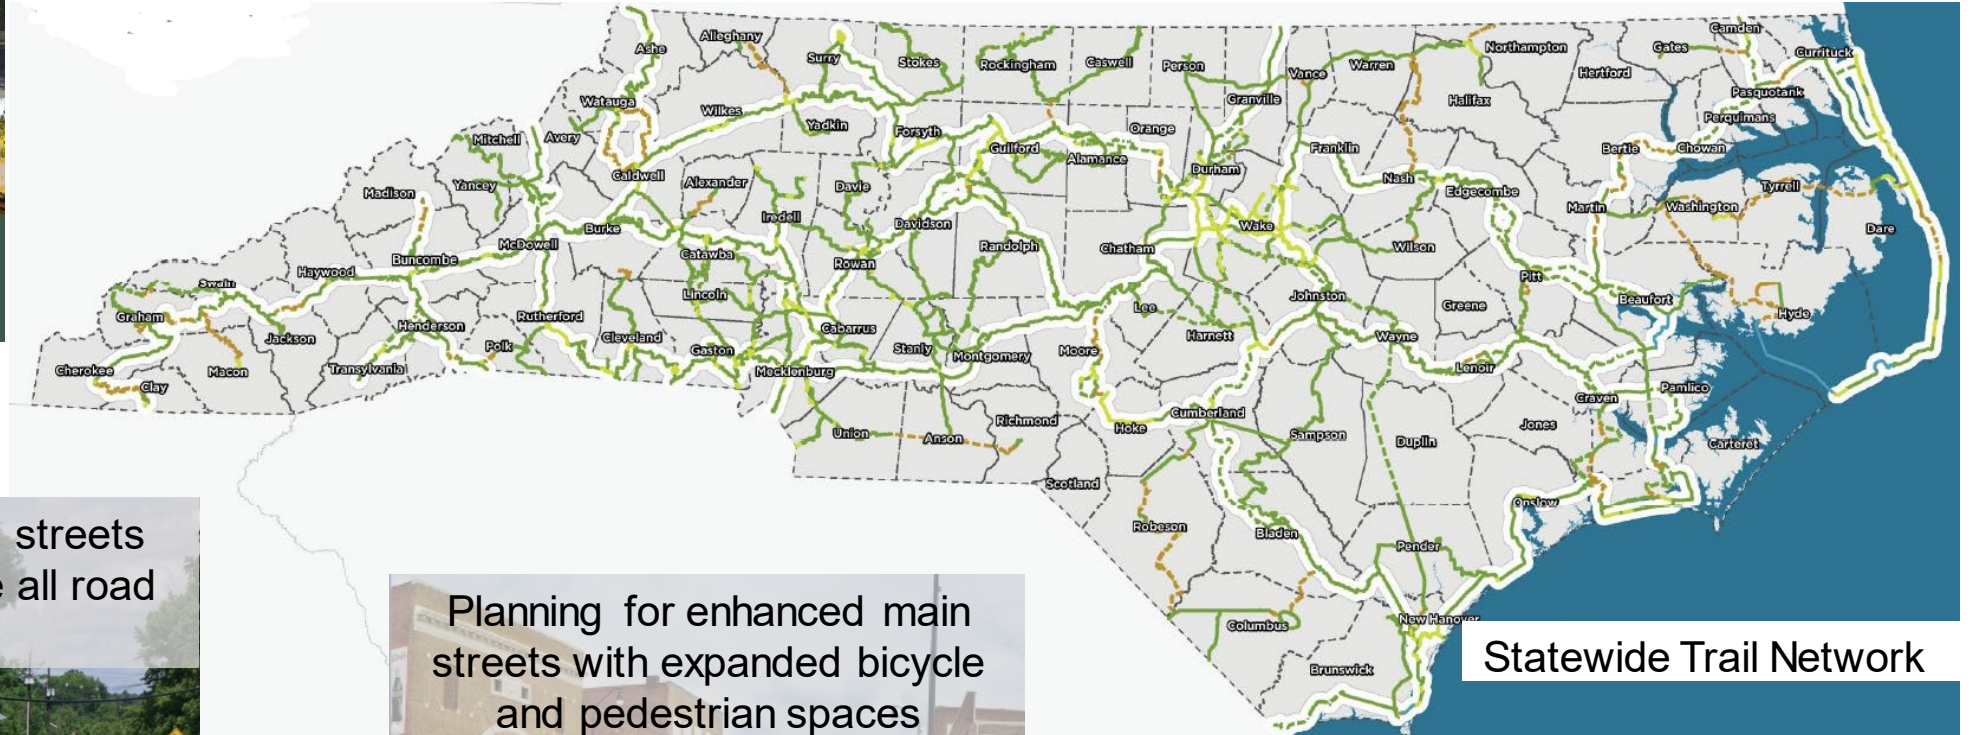 Camden
Alleghany
Ashe
Surry
Stokes
Rockingham
Caswell
Person
Vance
Warren
Northampton
Gates
Currituck
Hertford
Watauga
Wilkes
Granville
Halifax
Pasquotank
Perquimans
Mitchell
Avery
Yadkin
Forsyth
Orange
Guilford
Alamance
Franklin
Bertie
Chowan
Durham
Caldwell
Alexander
Davie
Nash
Edgecombe
Tyrrell
Madison
Yancey
Iredell
Davidson
Wake
Martin
Washington
Dare
Burke
McDowell
Catawba
Randolph
Chatham
Wilson
Buncombe
Rowan
Haywood
Swain
Pitt
Lincoln
Johnston
Beaufort
Graham
Rutherford
Lee
Greene
Hyde
Henderson
Cabarrus
Harnett
Wayne
Jackson
Cleveland
Polk
Gaston
Stanly
Montgomery
Moore
Cherokee
Macon
Transylvania
Mecklenburg
Lenoir
Clay
Pamlico
Craven
Cumberland
Richmond
Hoke
Union
Anson
Sampson
Duplin
Jones
Carteret
Scotland
Onslow
Robeson
Bladen
Pender
Columbus
New Hanover
Brunswick
streets
all road
Planning for enhanced main
streets with expanded bicycle
and pedestrian spaces
Statewide Trail Network